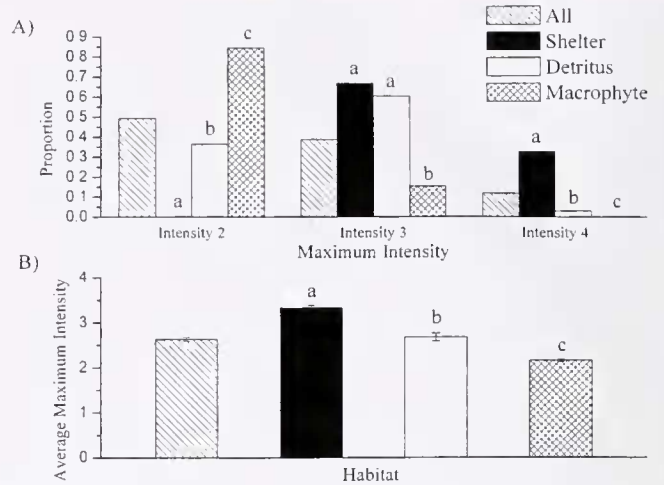 A)
All
Shelter
Detritus
Macrophyte
Proportion
0 9
0 8
0 7
0 6
0 5
0 4
0 3
0 2
0 1
0 0
a b c
a a b
a b c
Intensity 2 Intensity 3 Intensity 4
Maximum Intensity
B)
Average Maximum Intensity
4
3
2
1
0
a b c
Habitat